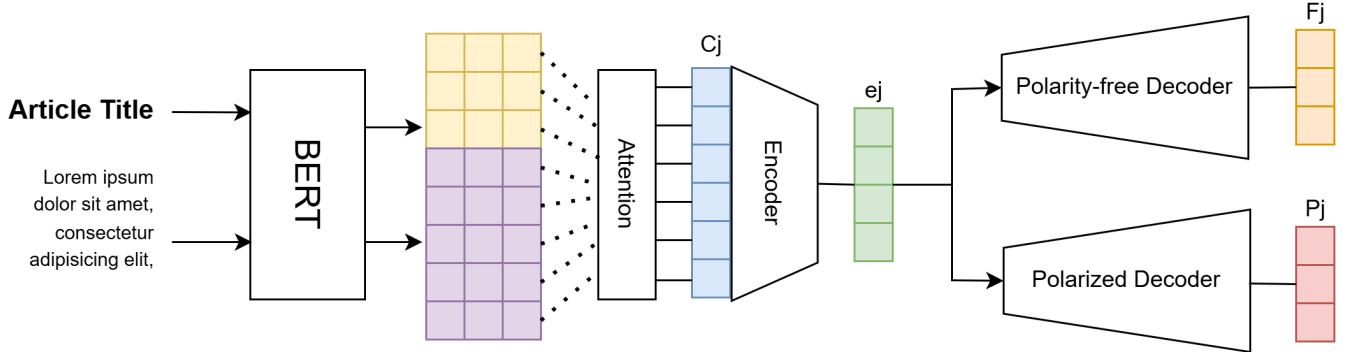 Article Title
Lorem ipsum
dolor sit amet,
consectetur
adipisicing elit,
BERT
Attention
Cj
Encoder
ej
Polarity-free Decoder
Fj
Polarized Decoder
Pj